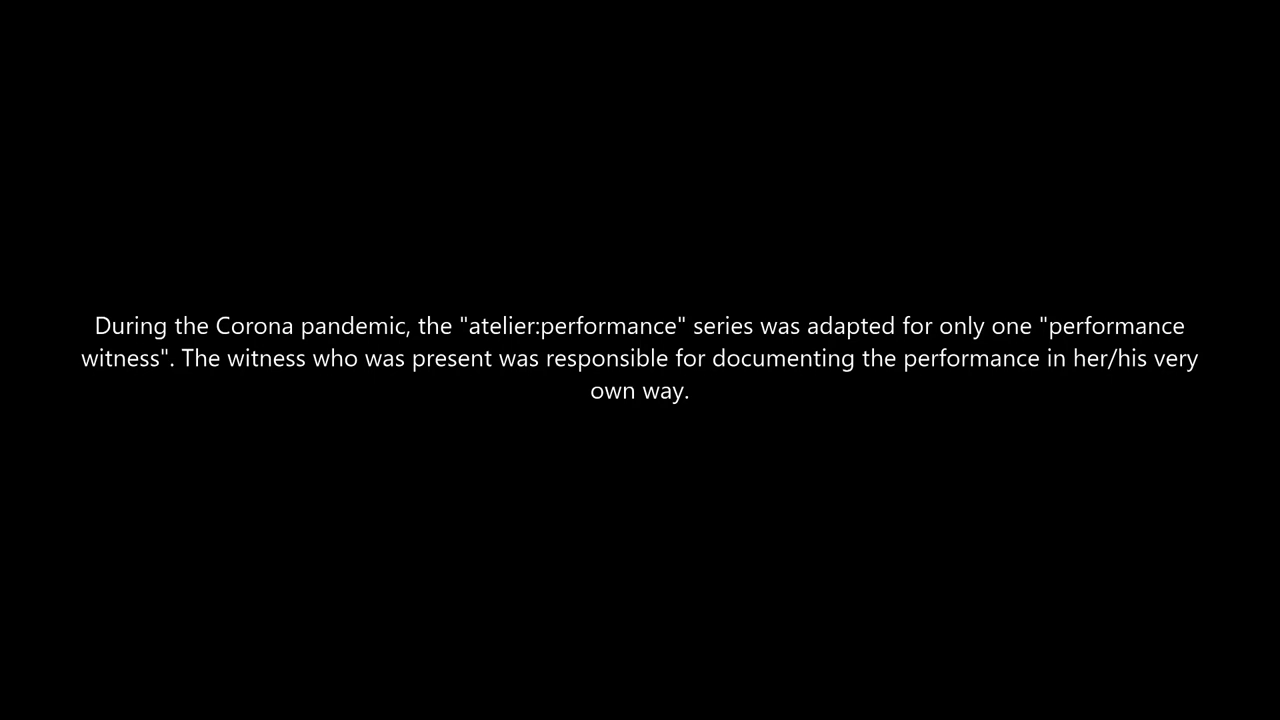 During the Corona pandemic, the "atelier:performance" series was adapted for only one "performance
witness". The witness who was present was responsible for documenting the performance in her/his very
own way.